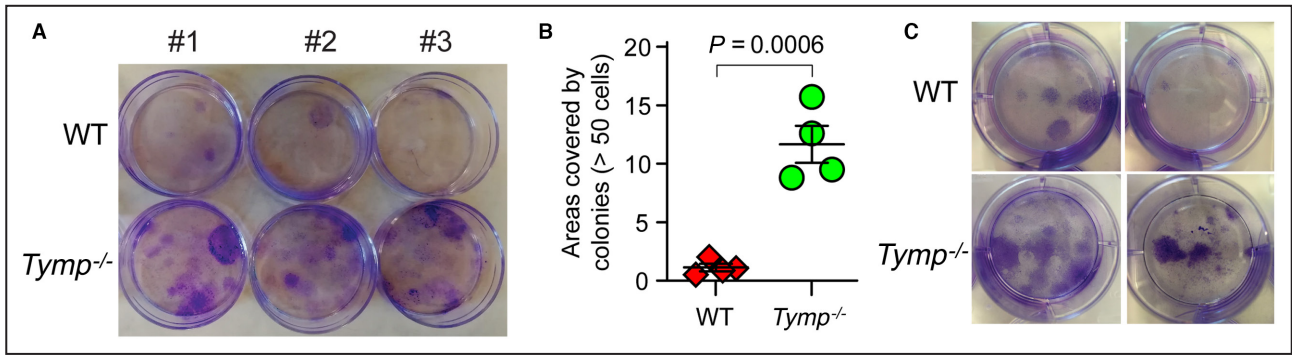 A
#1 #2 #3
WT
Tymp-/-
B
P = 0.0006
Areas covered by
colonies (> 50 cells)
20
15
10
5
0
WT Tymp-/-
C
WT
Tymp-/-